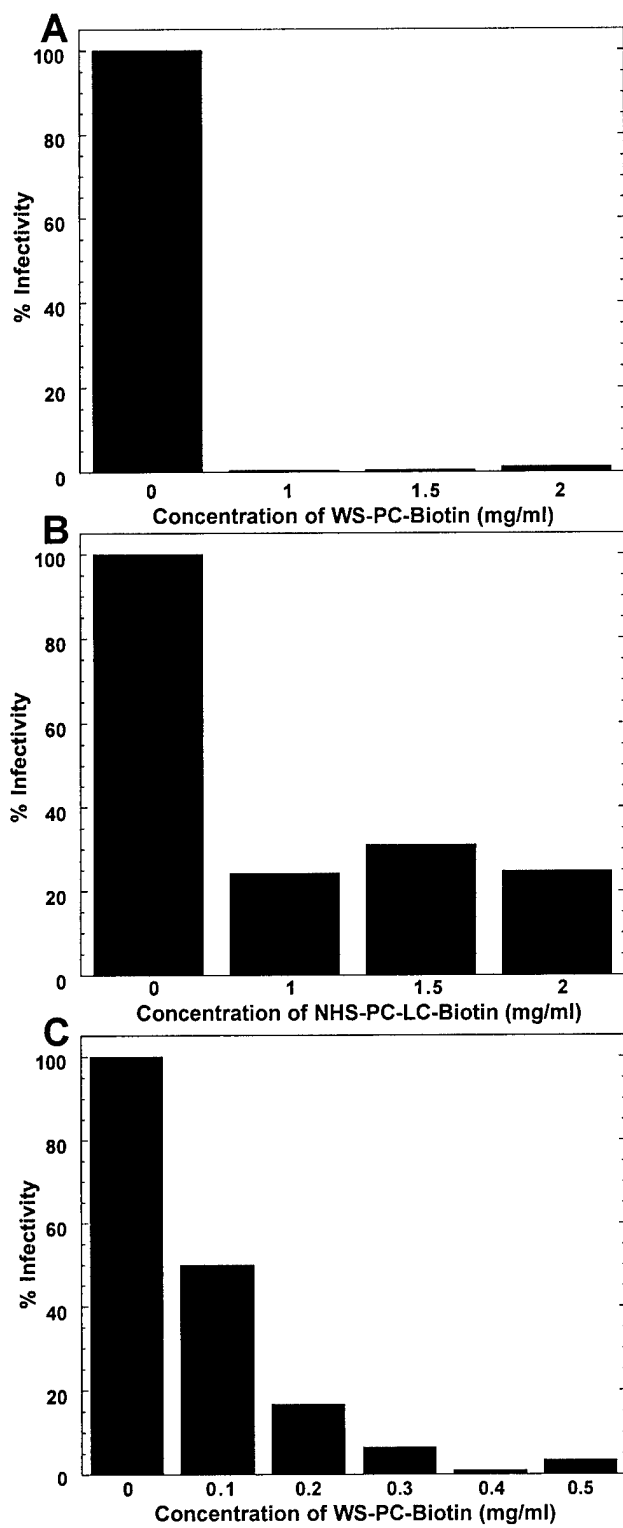 A
100
80
60
40
20
0
% Infectivity
0 1 1.5 2
Concentration of WS-PC-Biotin (mg/ml)
B
100
80
60
40
20
0
% Infectivity
0 1 1.5 2
Concentration of NHS-PC-LC-Biotin (mg/ml)
C
100
80
60
40
20
0
% Infectivity
0 0.1 0.2 0.3 0.4 0.5
Concentration of WS-PC-Biotin (mg/ml)